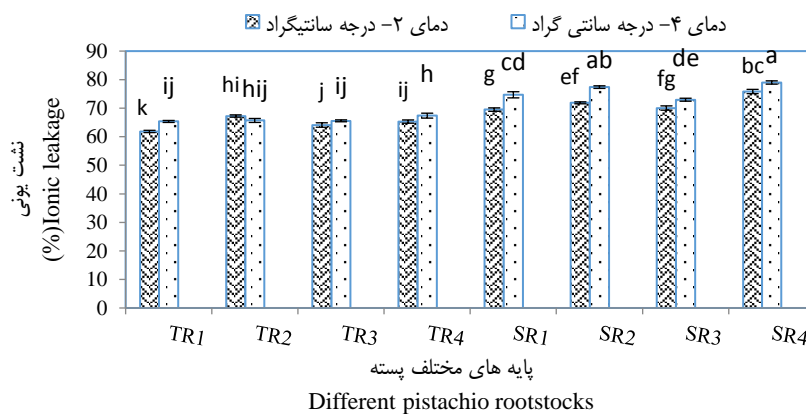 دمای ۲- درجه سانتیگراد
دمای ۴- درجه سانتی گراد
90
80
70
60
50
40
30
20
10
0
نشت یونی
(%)Ionic leakage
k ij hi hij j ij ij h g cd ef ab fg de bc a
TR1 TR2 TR3 TR4 SR1 SR2 SR3 SR4
پایه های مختلف پسته
Different pistachio rootstocks